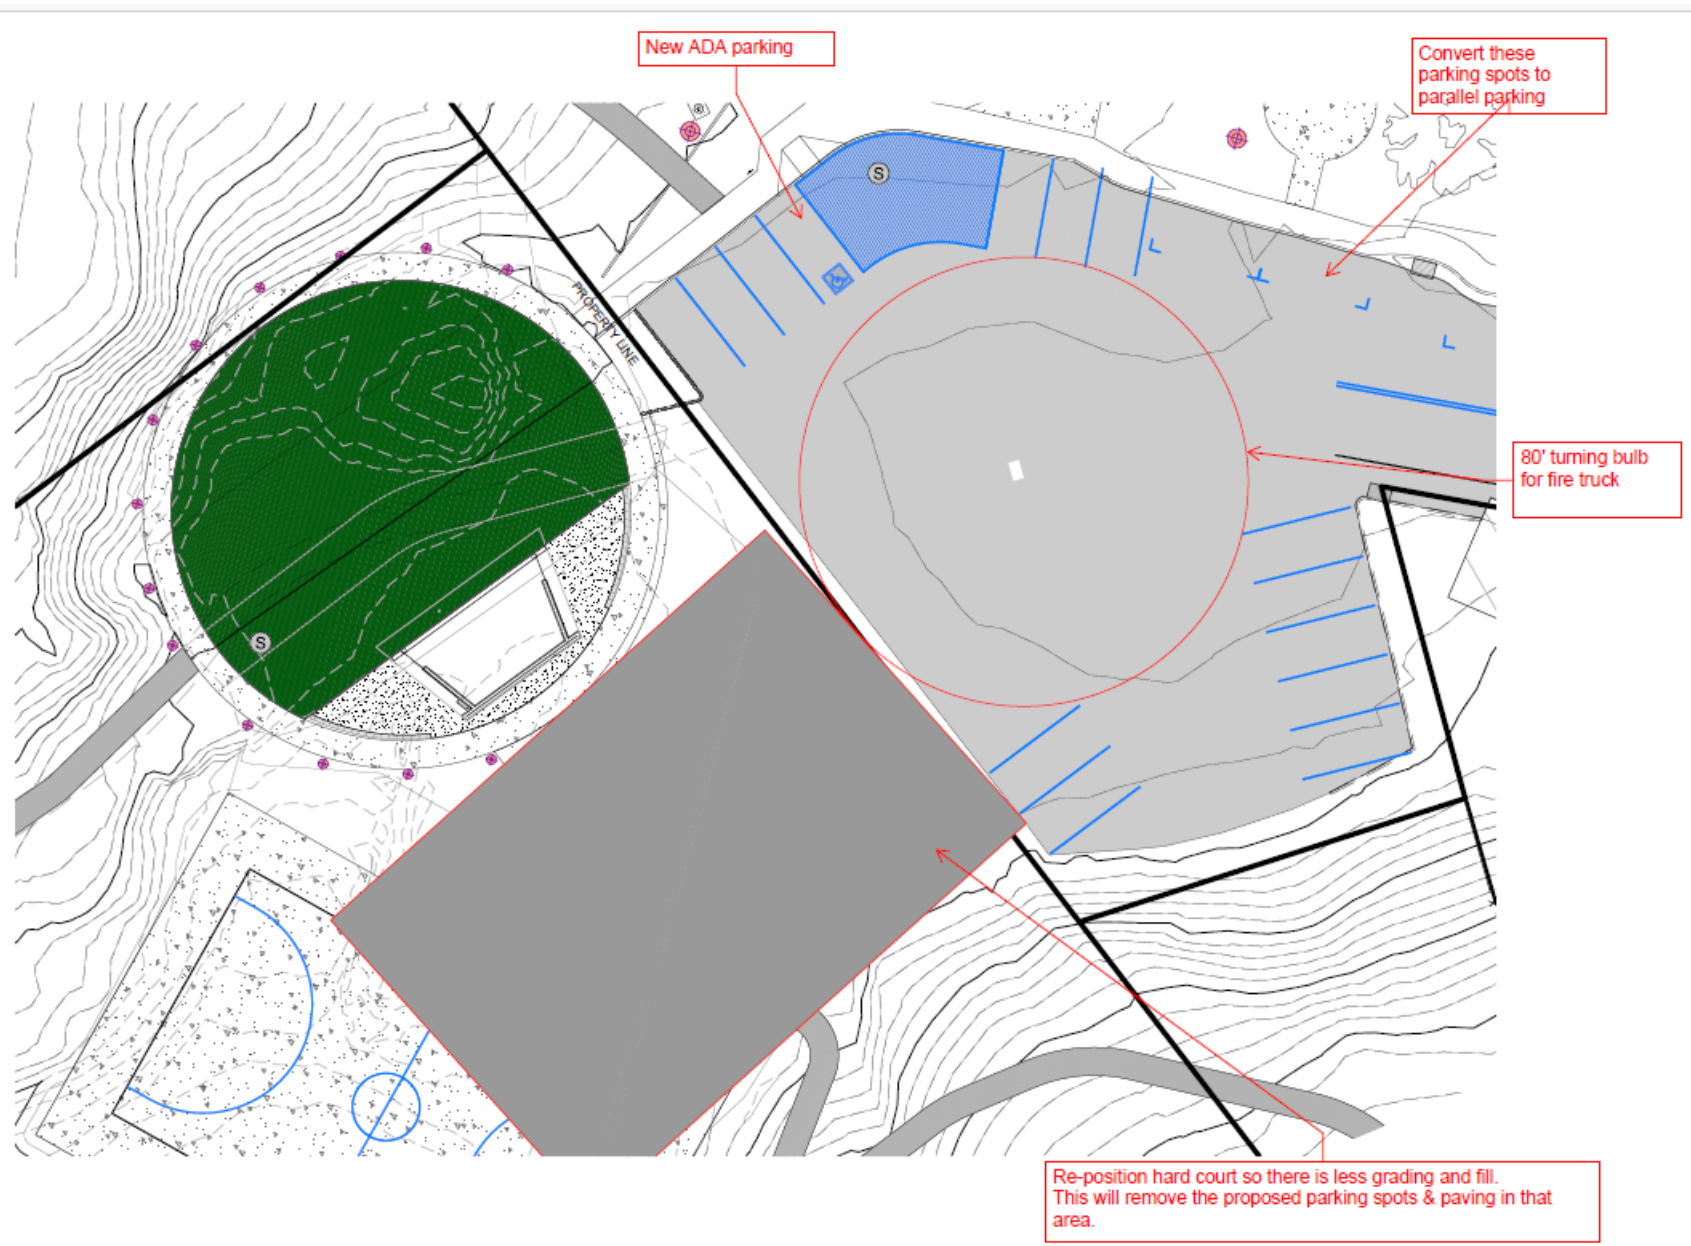 New ADA parking
Convert these
parking spots to
parallel parking
S
PROPERTY LINE
80' turning bulb
for fire truck
S
Re-position hard court so there is less grading and fill.
This will remove the proposed parking spots & paving in that
area.